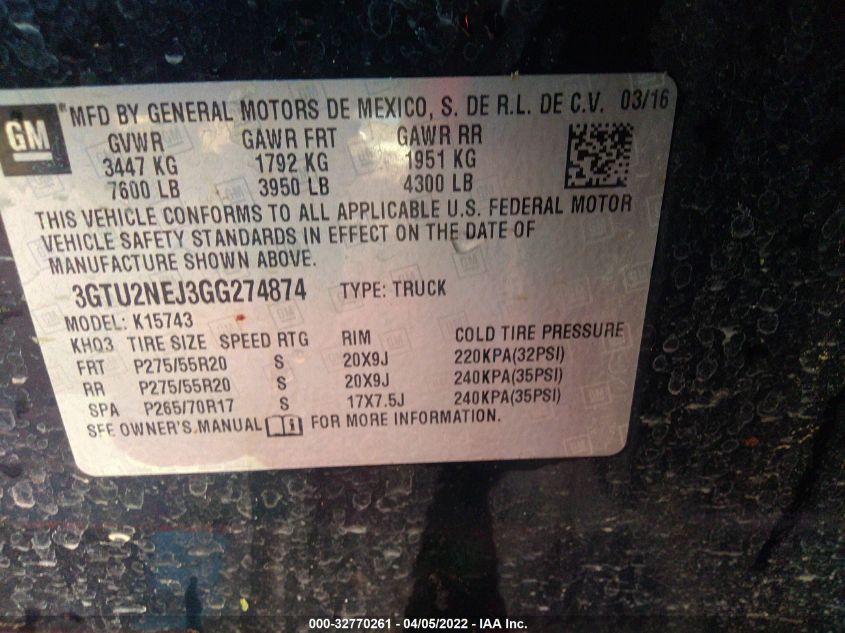 GM
® MFD BY GENERAL MOTORS DE MEXICO, S. DE R.L. DE C.V. 03/16
GVWR GAWR FRT GAWR RR
3447 KG 1792 KG 1951 KG
7600 LB 3950 LB 4300 LB
THIS VEHICLE CONFORMS TO ALL APPLICABLE U.S. FEDERAL MOTOR
VEHICLE SAFETY STANDARDS IN EFFECT ON THE DATE OF
MANUFACTURE SHOWN ABOVE.
3GTU2NEJ3GG274874 TYPE: TRUCK
MODEL: K15743
KHQ3 TIRE SIZE SPEED RTG RIM COLD TIRE PRESSURE
FRT P275/55R20 S 20X9J 220KPA(32PSI)
RR P275/55R20 S 20X9J 240KPA(35PSI)
SPA P265/70R17 S 17X7.5J 240KPA(35PSI)
SEE OWNER'S MANUAL FOR MORE INFORMATION.
000-32770261 - 04/05/2022 - IAA Inc.